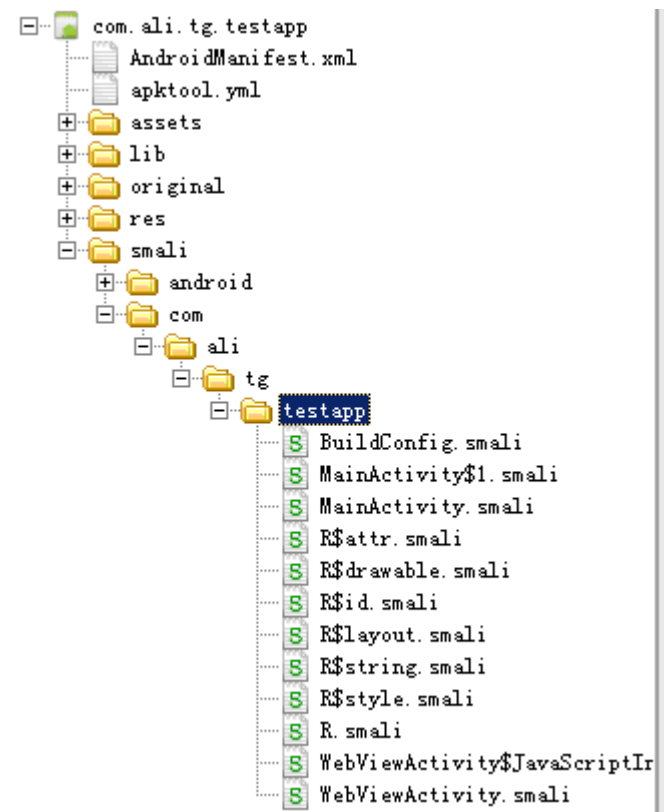 com.ali.tg.testapp
AndroidManifest.xml
apktool.yml
assets
lib
original
res
smali
android
com
ali
tg
testapp
BuildConfig.smali
MainActivity$1.smali
MainActivity.smali
R$attr.smali
R$drawable.smali
R$id.smali
R$layout.smali
R$string.smali
R$style.smali
R.smali
WebViewActivity$JavaScriptIr
WebViewActivity.smali